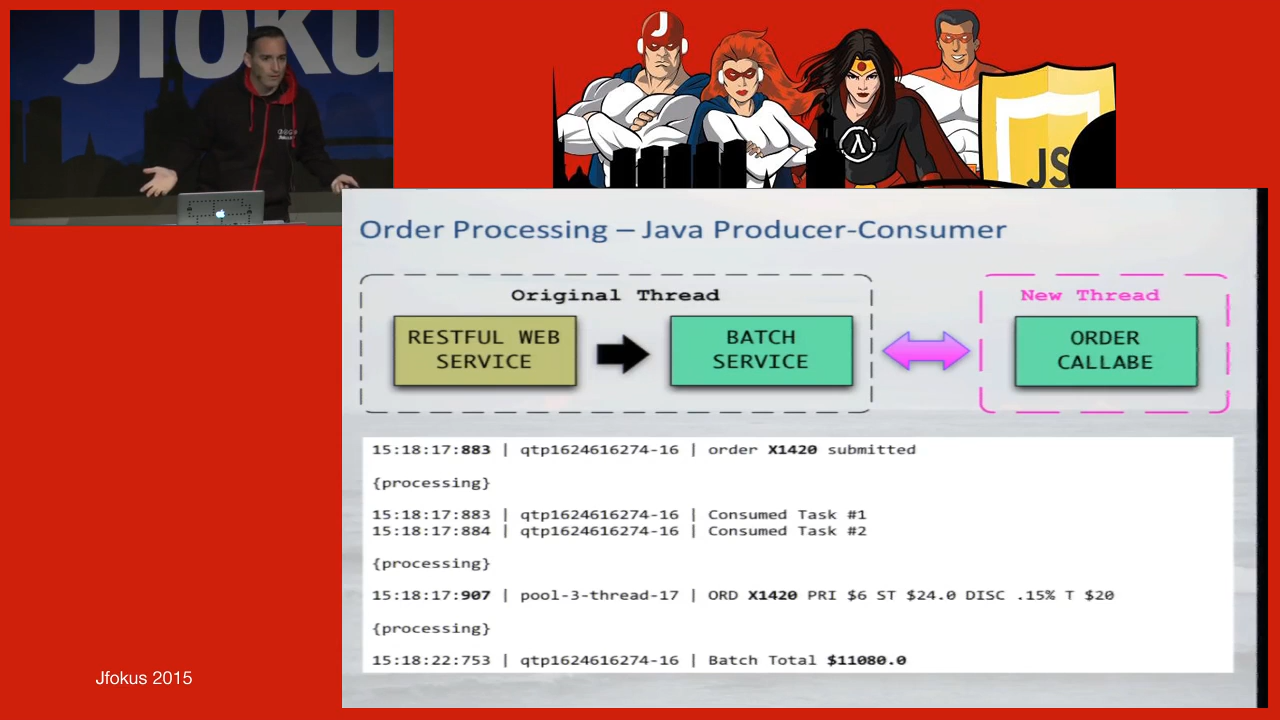 Jfoku
J
JS
Order Processing – Java Producer-Consumer
Original Thread
New Thread
RESTFUL WEB
SERVICE
BATCH
SERVICE
ORDER
CALLABE
15:18:17:883 | qtp1624616274-16 | order X1420 submitted
{processing}
15:18:17:883 | qtp1624616274-16 | Consumed Task #1
15:18:17:884 | qtp1624616274-16 | Consumed Task #2
{processing}
15:18:17:907 | pool-3-thread-17 | ORD X1420 PRI $6 ST $24.0 DISC .15% T $20
{processing}
15:18:22:753 | qtp1624616274-16 | Batch Total $11080.0
Jfokus 2015